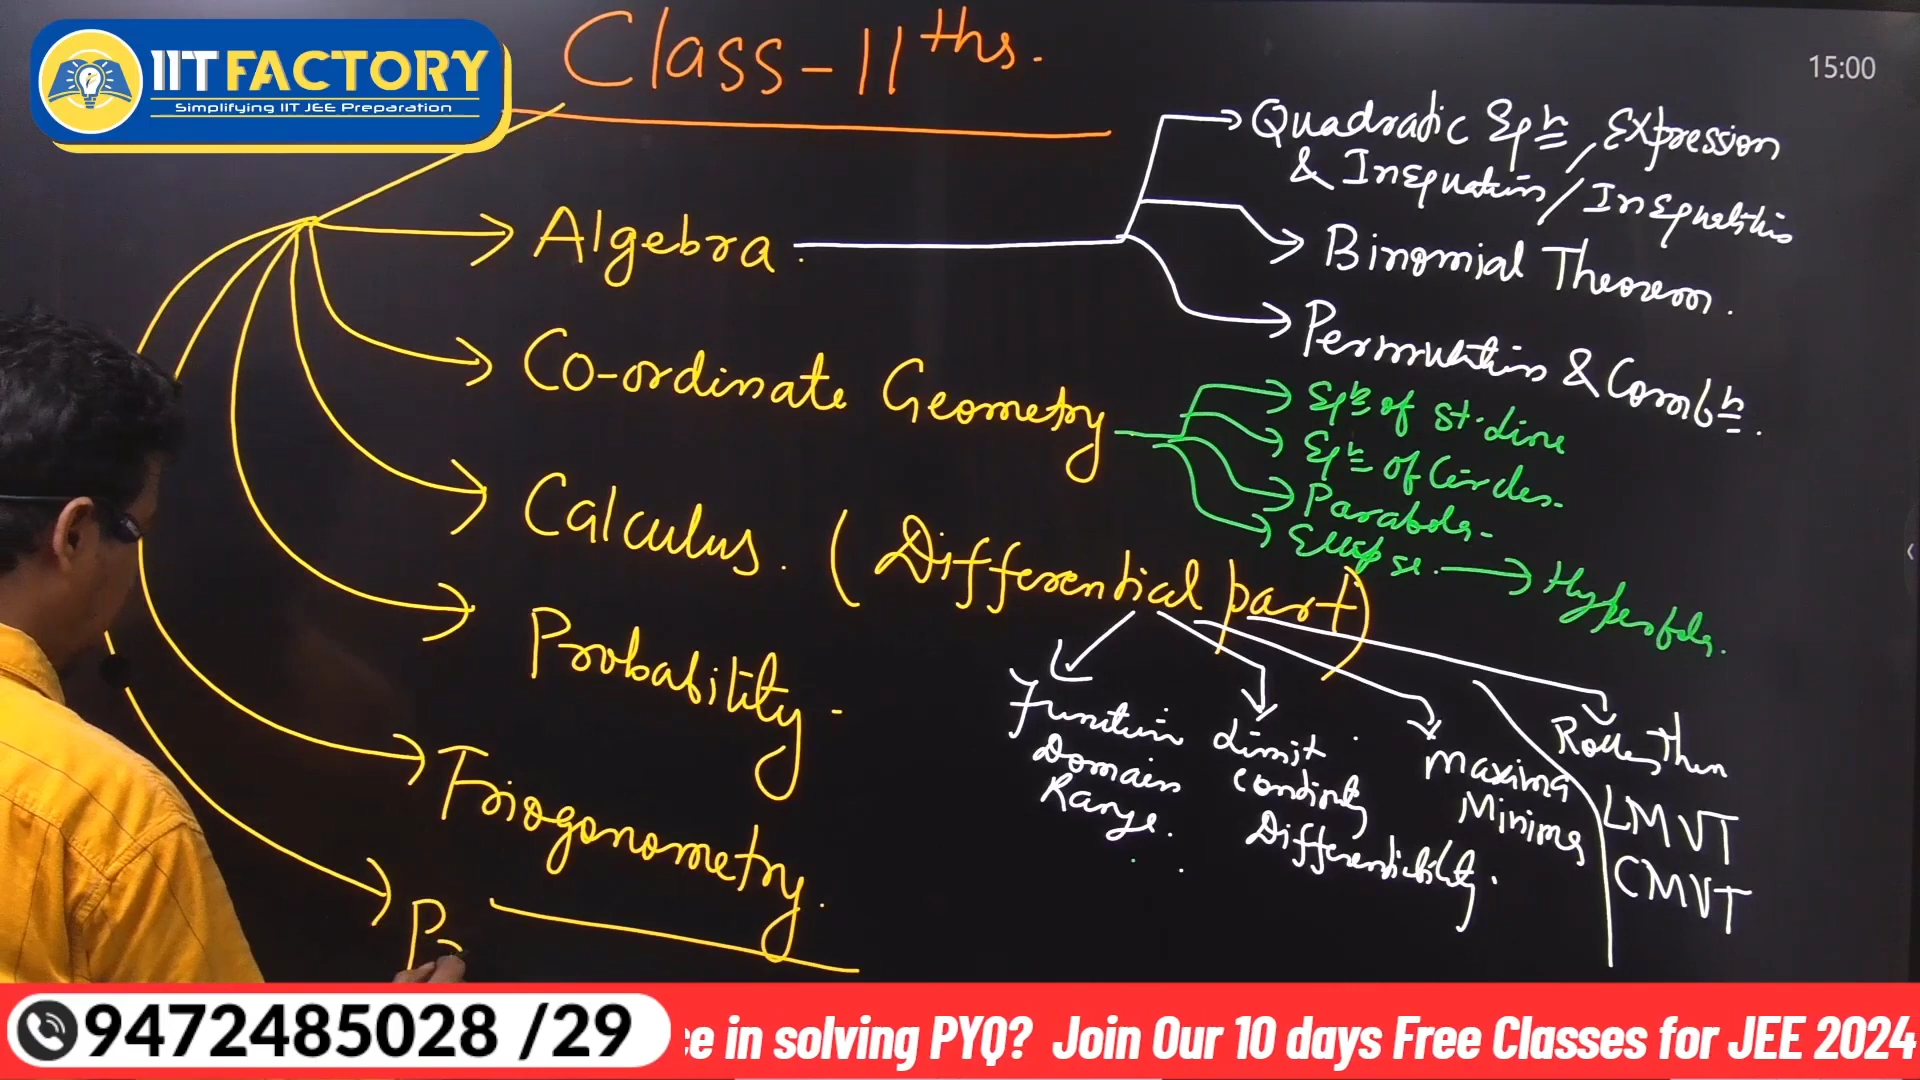 IIT FACTORY
Simplifying IIT JEE Preparation
Class-11ths.
15:00
Algebra.
Quadratic Eqn, Expression
& Inequations/Inequalities
Binomial Theorem.
Permutation & Combn.
Co-ordinate Geometry
Eqn of St. Line
Eqn of Circles
Parabola
Ellipse. → Hyperbola.
Calculus. (Differential part)
Function
Domain
Range.
Limit
Continuity
Differentiability.
Maxima
Minima
Rolle's Thm
LMVT
CMVT
Probability.
Triogonometry.
P
9472485028 /29
ce in solving PYQ? Join Our 10 days Free Classes for JEE 2024